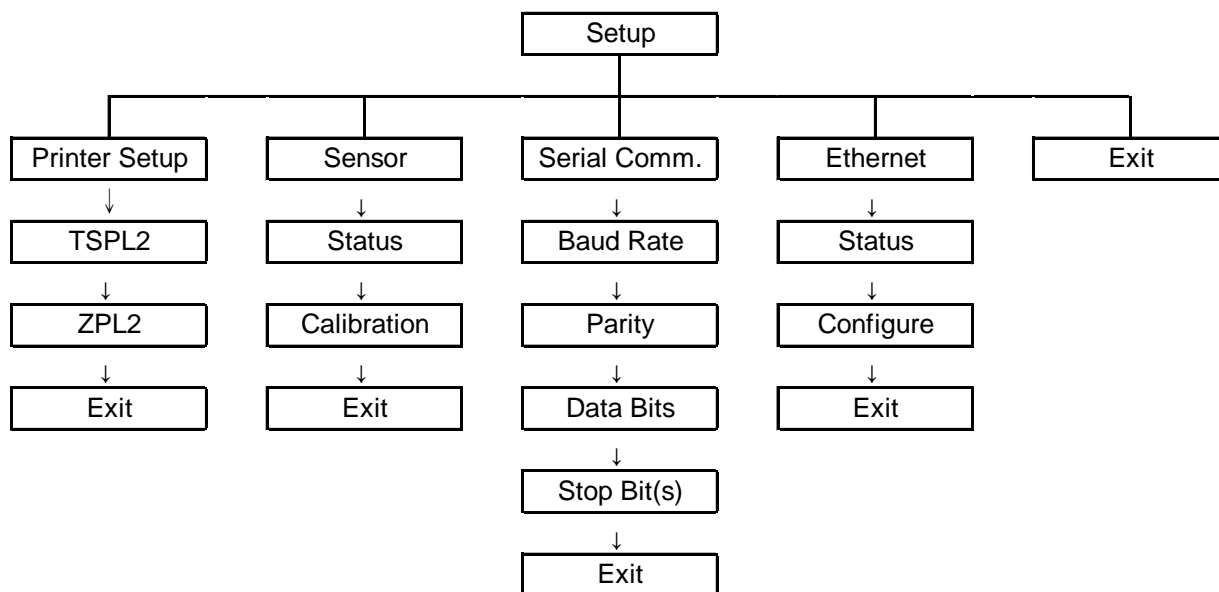 Setup
Printer Setup
Sensor
Serial Comm.
Ethernet
Exit
TSPL2
Status
Baud Rate
Status
ZPL2
Calibration
Parity
Configure
Exit
Exit
Data Bits
Exit
Stop Bit(s)
Exit